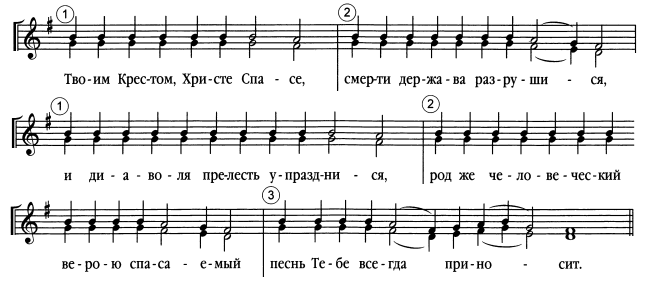 1 2
Тво-им Крес-том, Хри-сте Спа - се, смер-ти дер-жа-ва раз-ру-ши - ся,
1 2
и ди - а - во - ля пре-лесть у-празд-ни - ся, род же че-ло-ве-чес-кий
3
ве-ро-ю спа-са - е-мый песнь Те-бе все-гда при-но - сит.